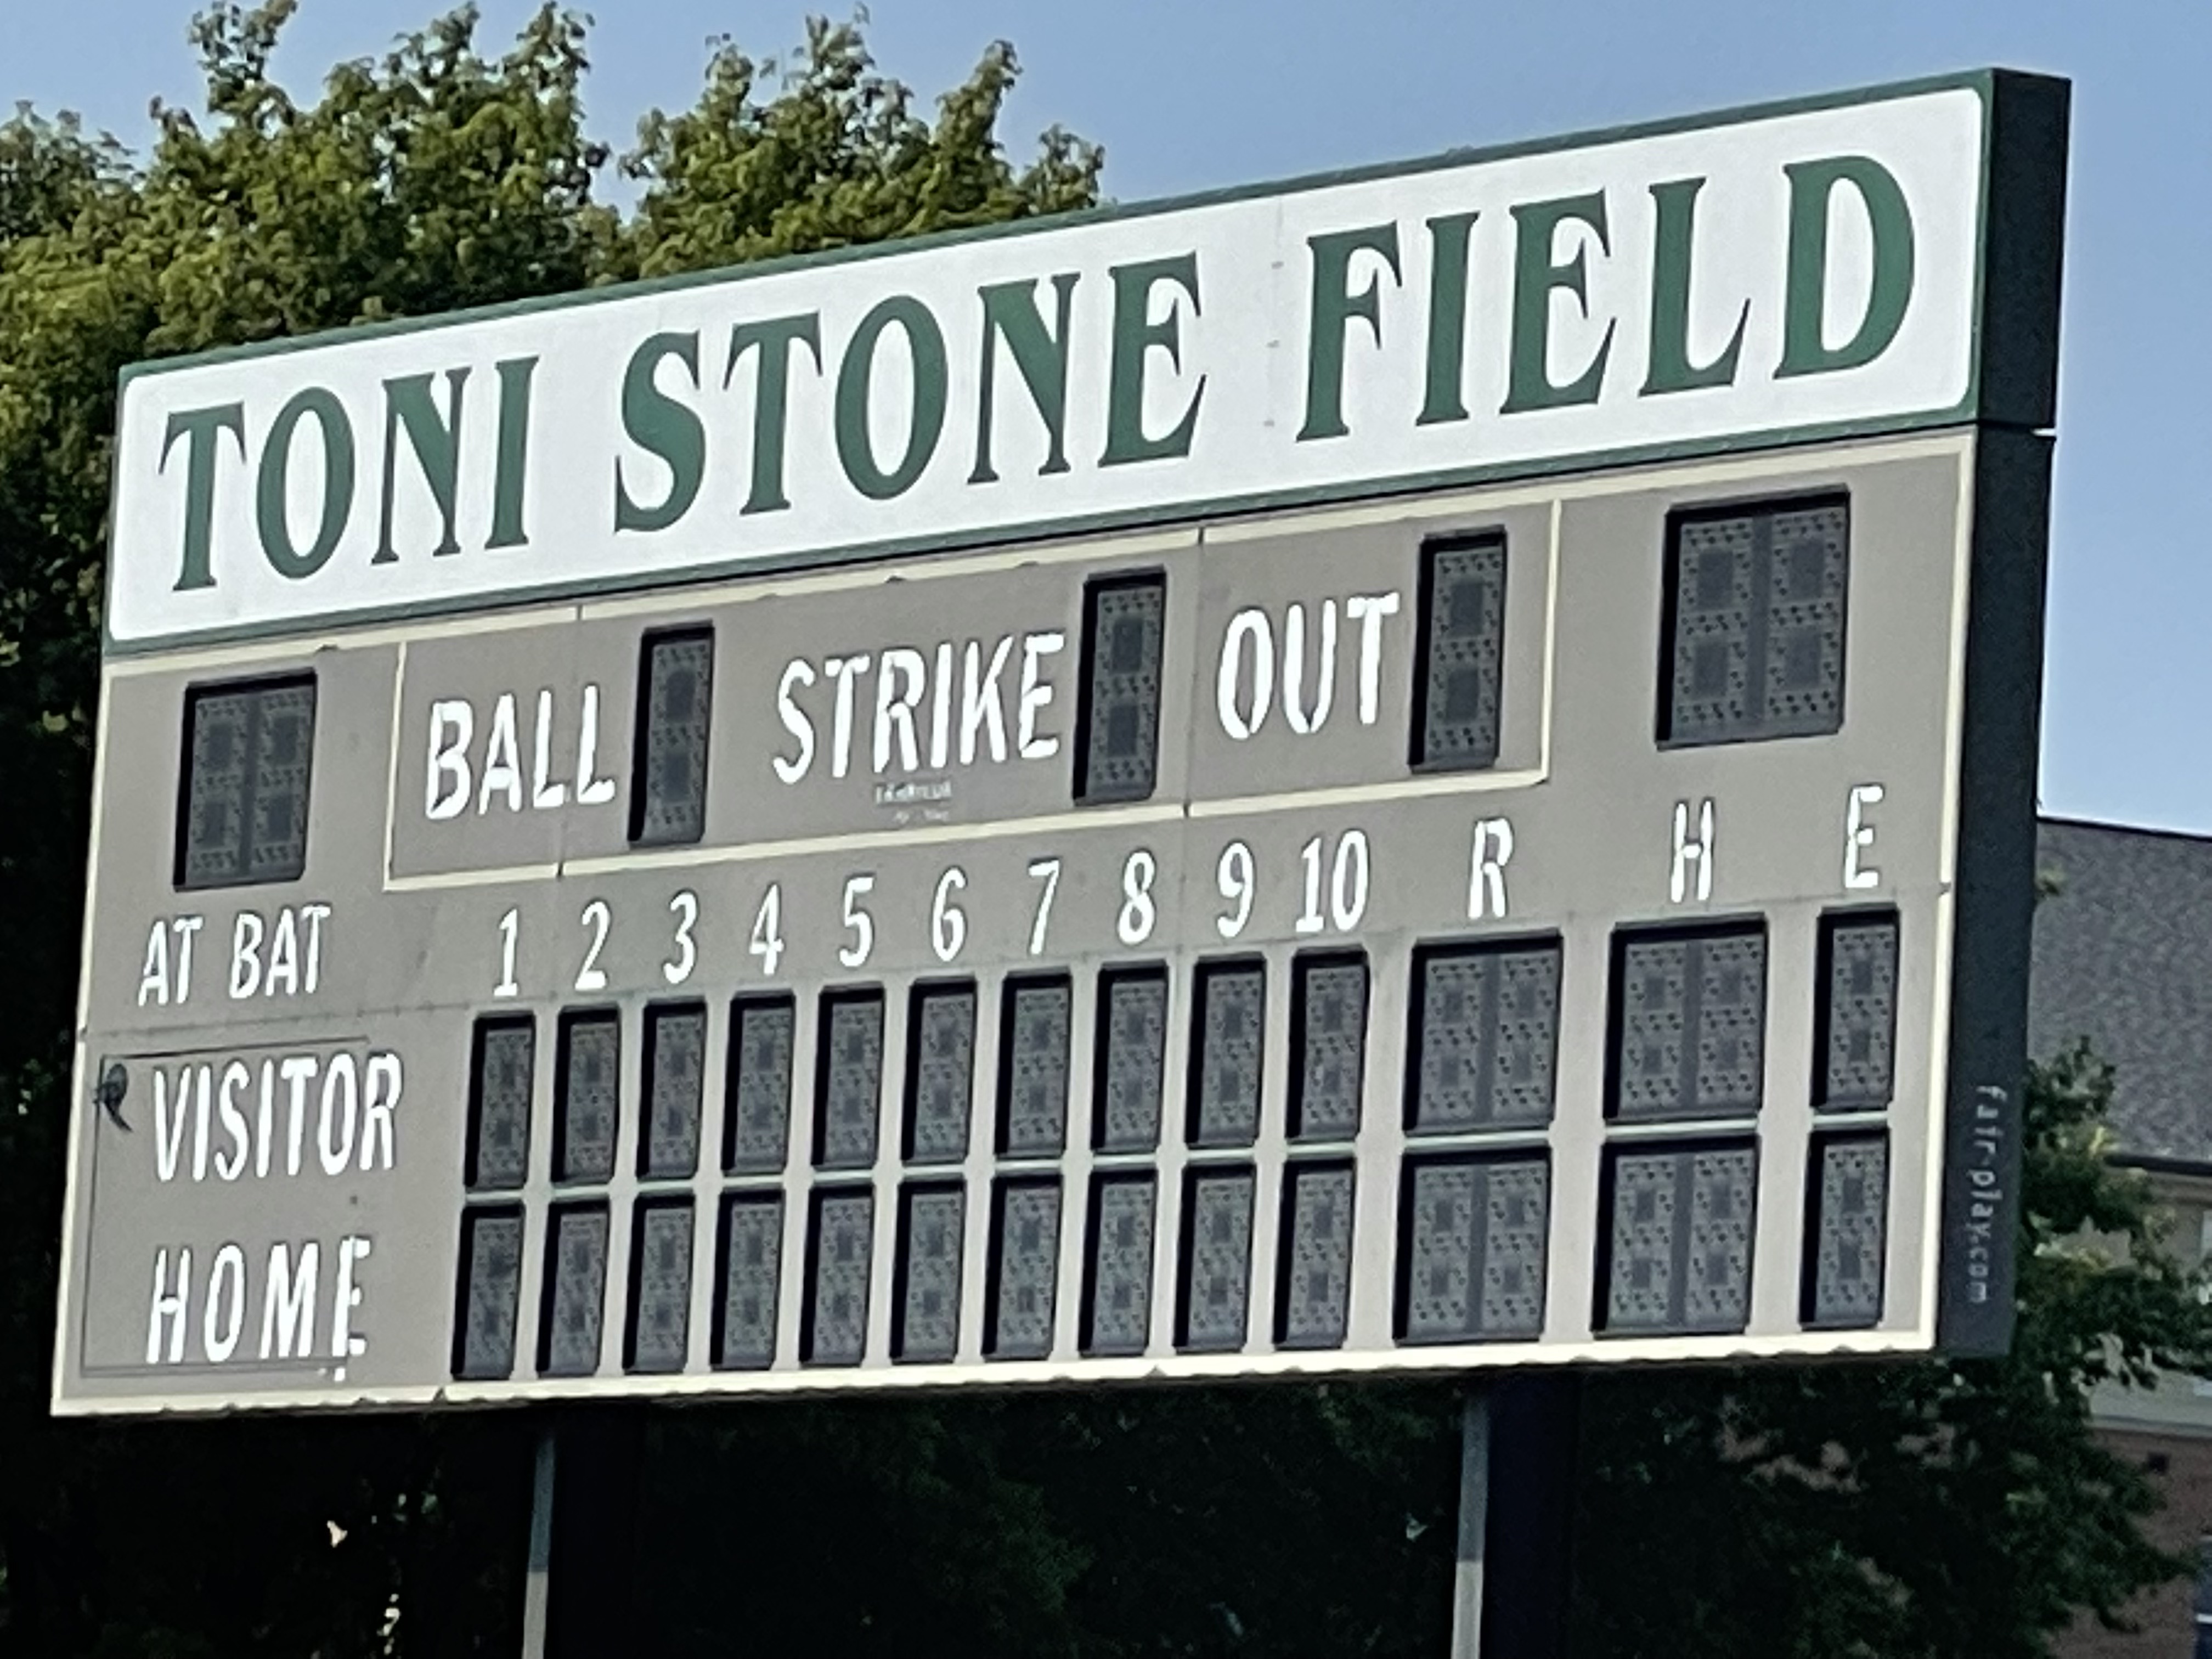 TONI STONE FIELD
BALL STRIKE OUT
AT BAT 1 2 3 4 5 6 7 8 9 10 R H E
VISITOR
HOME
fair-play.com